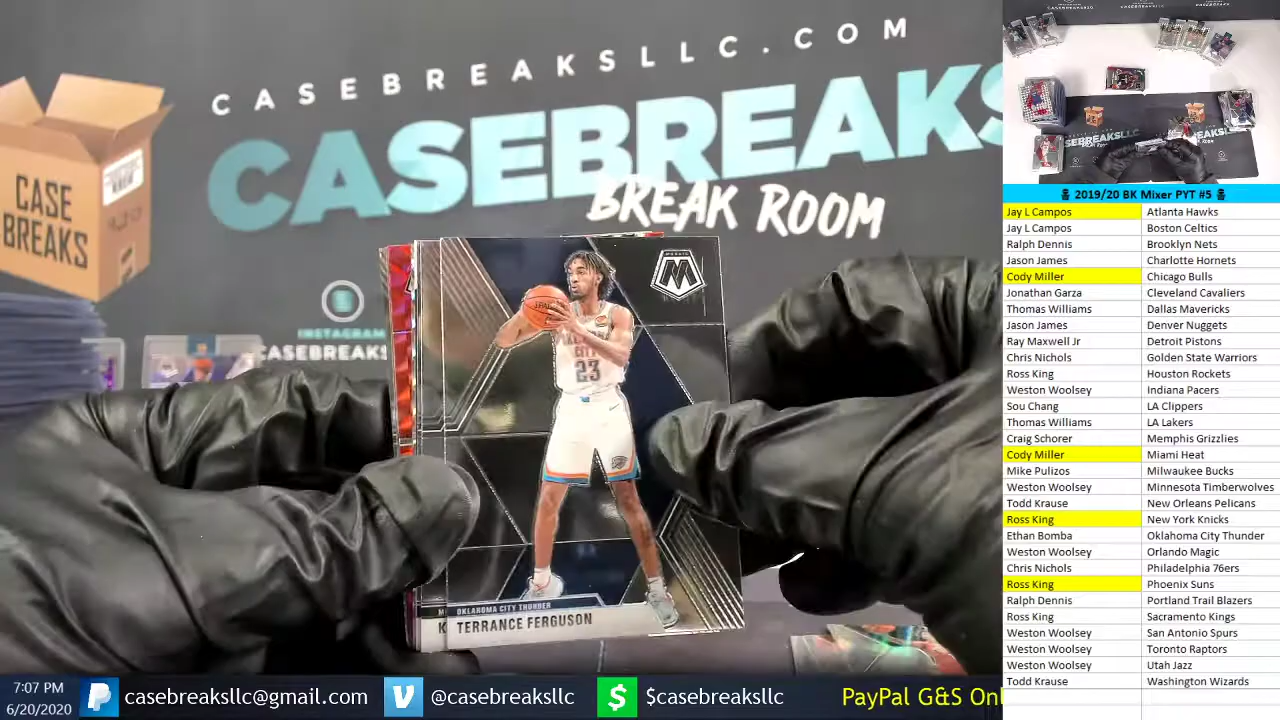 CASEBREAKSLLC.COM
CASEBREAKS
BREAK ROOM
CASE
BREAKS
INSTAGRAM
CASEBREAKS
MOSAIC
M
23
OKLAHOMA CITY THUNDER
TERRANCE FERGUSON
M
K
2019/20 BK Mixer PYT #5
Jay L Campos Atlanta Hawks
Jay L Campos Boston Celtics
Ralph Dennis Brooklyn Nets
Jason James Charlotte Hornets
Cody Miller Chicago Bulls
Jonathan Garza Cleveland Cavaliers
Thomas Williams Dallas Mavericks
Jason James Denver Nuggets
Ray Maxwell Jr Detroit Pistons
Chris Nichols Golden State Warriors
Ross King Houston Rockets
Weston Woolsey Indiana Pacers
Sou Chang LA Clippers
Thomas Williams LA Lakers
Craig Schorer Memphis Grizzlies
Cody Miller Miami Heat
Mike Pulizos Milwaukee Bucks
Weston Woolsey Minnesota Timberwolves
Todd Krause New Orleans Pelicans
Ross King New York Knicks
Ethan Bomba Oklahoma City Thunder
Weston Woolsey Orlando Magic
Chris Nichols Philadelphia 76ers
Ross King Phoenix Suns
Ralph Dennis Portland Trail Blazers
Ross King Sacramento Kings
Weston Woolsey San Antonio Spurs
Weston Woolsey Toronto Raptors
Weston Woolsey Utah Jazz
Todd Krause Washington Wizards
7:07 PM
6/20/2020
casebreaksllc@gmail.com
@casebreaksllc
$casebreaksllc
PayPal G&S Onl